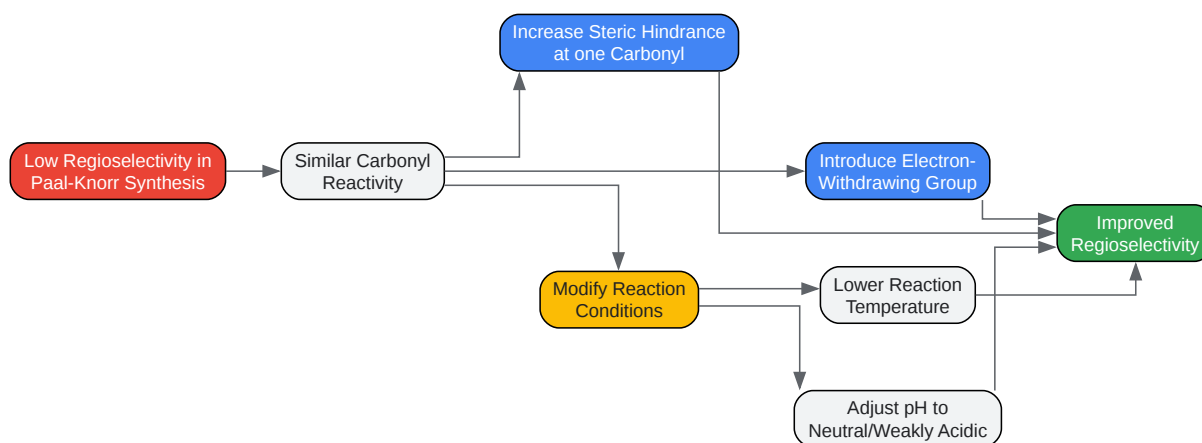 Increase Steric Hindrance
at one Carbonyl
Low Regioselectivity in
Paal-Knorr Synthesis
Similar Carbonyl
Reactivity
Introduce Electron-
Withdrawing Group
Improved
Regioselectivity
Modify Reaction
Conditions
Lower Reaction
Temperature
Adjust pH to
Neutral/Weakly Acidic